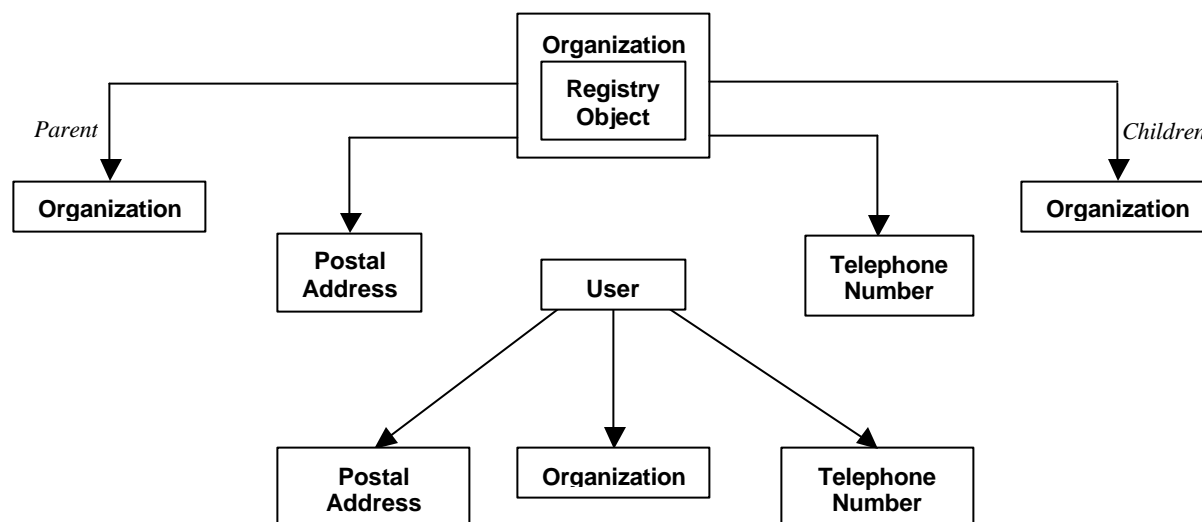 Organization
Registry
Object
Parent
Children
Organization
Organization
Postal
Address
Telephone
Number
User
Postal
Address
Organization
Telephone
Number